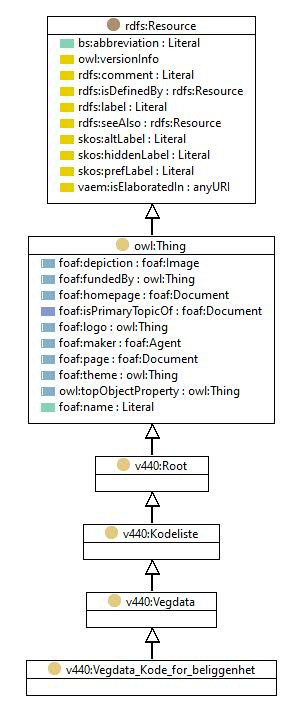 rdfs:Resource
bs:abbreviation : Literal
owl:versionInfo
rdfs:comment : Literal
rdfs:isDefinedBy : rdfs:Resource
rdfs:label : Literal
rdfs:seeAlso : rdfs:Resource
skos:altLabel : Literal
skos:hiddenLabel : Literal
skos:prefLabel : Literal
vaem:isElaboratedIn : anyURI
owl:Thing
foaf:depiction : foaf:Image
foaf:fundedBy : owl:Thing
foaf:homepage : foaf:Document
foaf:isPrimaryTopicOf : foaf:Document
foaf:logo : owl:Thing
foaf:maker : foaf:Agent
foaf:page : foaf:Document
foaf:theme : owl:Thing
owl:topObjectProperty : owl:Thing
foaf:name : Literal
v440:Root
v440:Kodeliste
v440:Vegdata
v440:Vegdata_Kode_for_beliggenhet